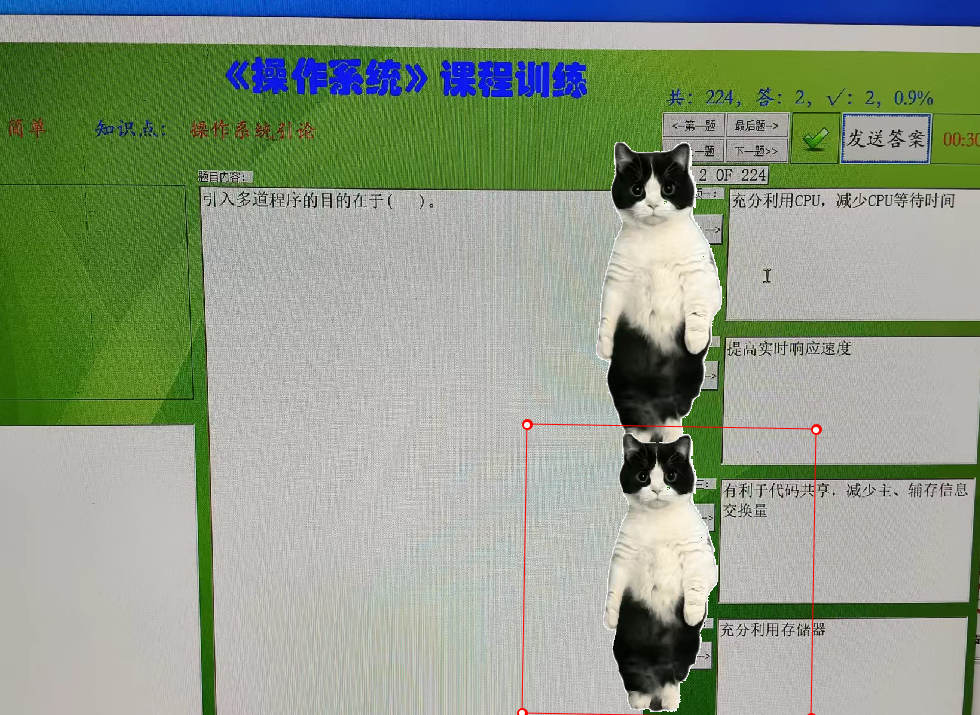 《操作系统》课程训练
共: 224, 答: 2, √: 2, 0.9%
简单 知识点: 操作系统引论
<-第一题 最后题->
一题 下一题>>
发送答案
00:30
2 OF 224
题目内容:
引入多道程序的目的在于( )。
充分利用CPU，减少CPU等待时间
提高实时响应速度
有利于代码共享，减少主、辅存信息
交换量
充分利用存储器